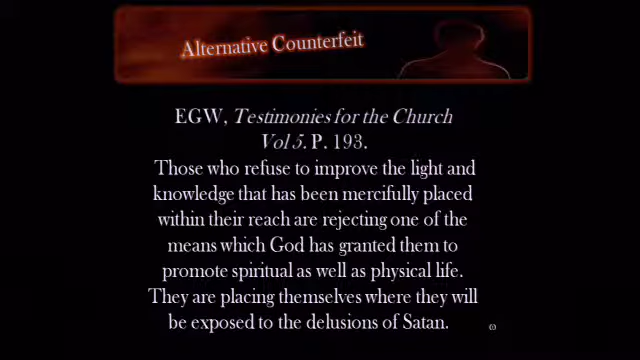 Alternative Counterfeit
EGW, Testimonies for the Church
Vol 5. P. 193.
Those who refuse to improve the light and
knowledge that has been mercifully placed
within their reach are rejecting one of the
means which God has granted them to
promote spiritual as well as physical life.
They are placing themselves where they will
be exposed to the delusions of Satan. ω